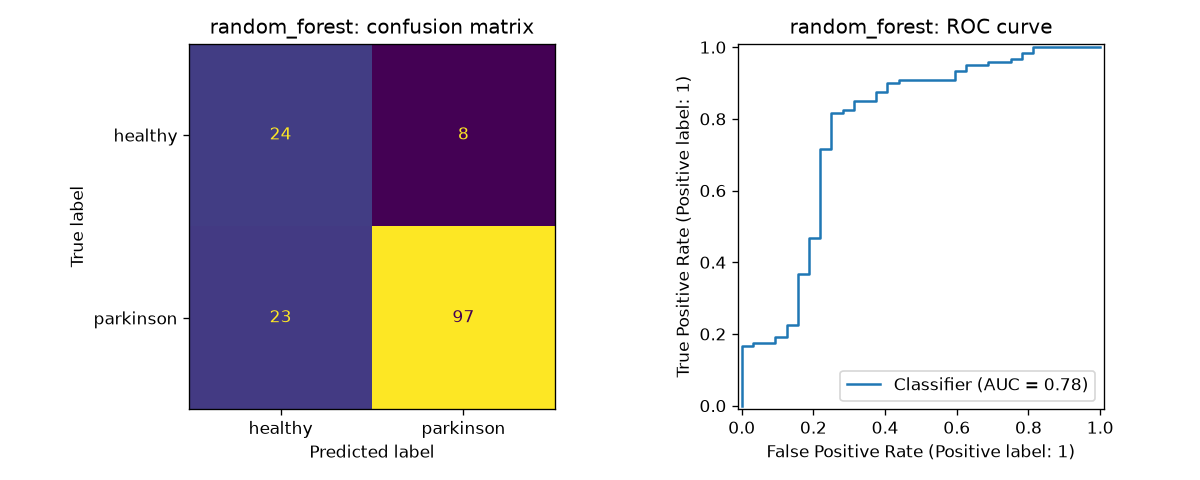 random_forest: confusion matrix
True label
healthy
parkinson
24
8
23
97
healthy
parkinson
Predicted label
random_forest: ROC curve
True Positive Rate (Positive label: 1)
1.0
0.8
0.6
0.4
0.2
0.0
Classifier (AUC = 0.78)
0.0
0.2
0.4
0.6
0.8
1.0
False Positive Rate (Positive label: 1)